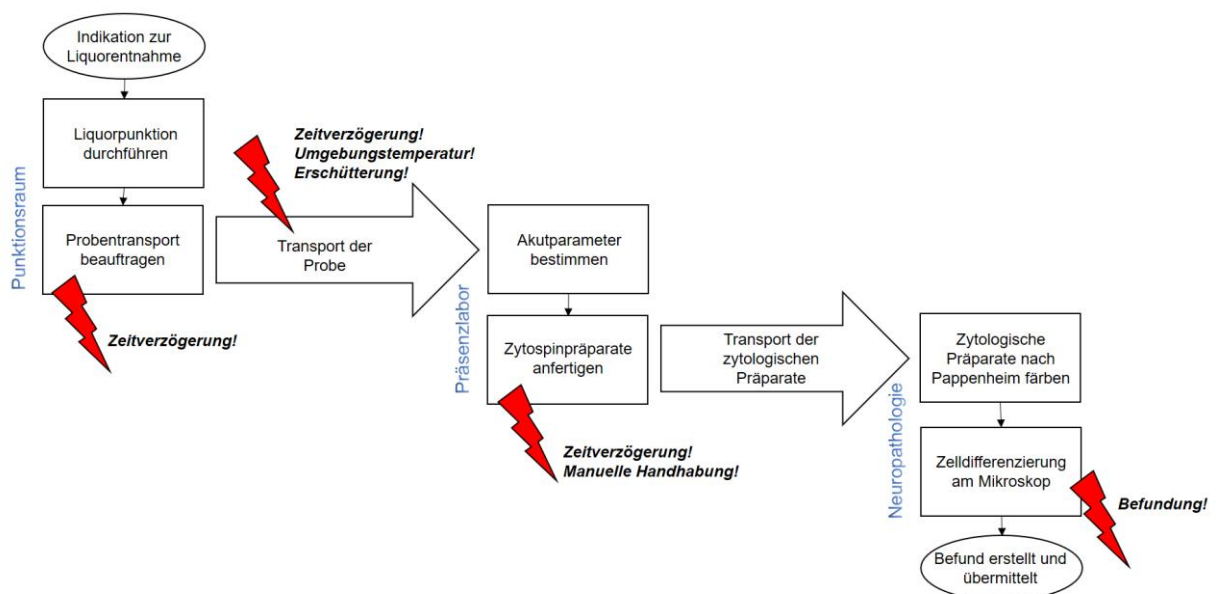 Indikation zur
Liquorentnahme
Punktionsraum
Liquorpunktion
durchführen
Probentransport
beauftragen
Zeitverzögerung!
Zeitverzögerung!
Umgebungstemperatur!
Erschütterung!
Transport der
Probe
Präsenzlabor
Akutparameter
bestimmen
Zytospinpräparate
anfertigen
Zeitverzögerung!
Manuelle Handhabung!
Transport der
zytologischen
Präparate
Neuropathologie
Zytologische
Präparate nach
Pappenheim färben
Zelldifferenzierung
am Mikroskop
Befundung!
Befund erstellt und
übermittelt